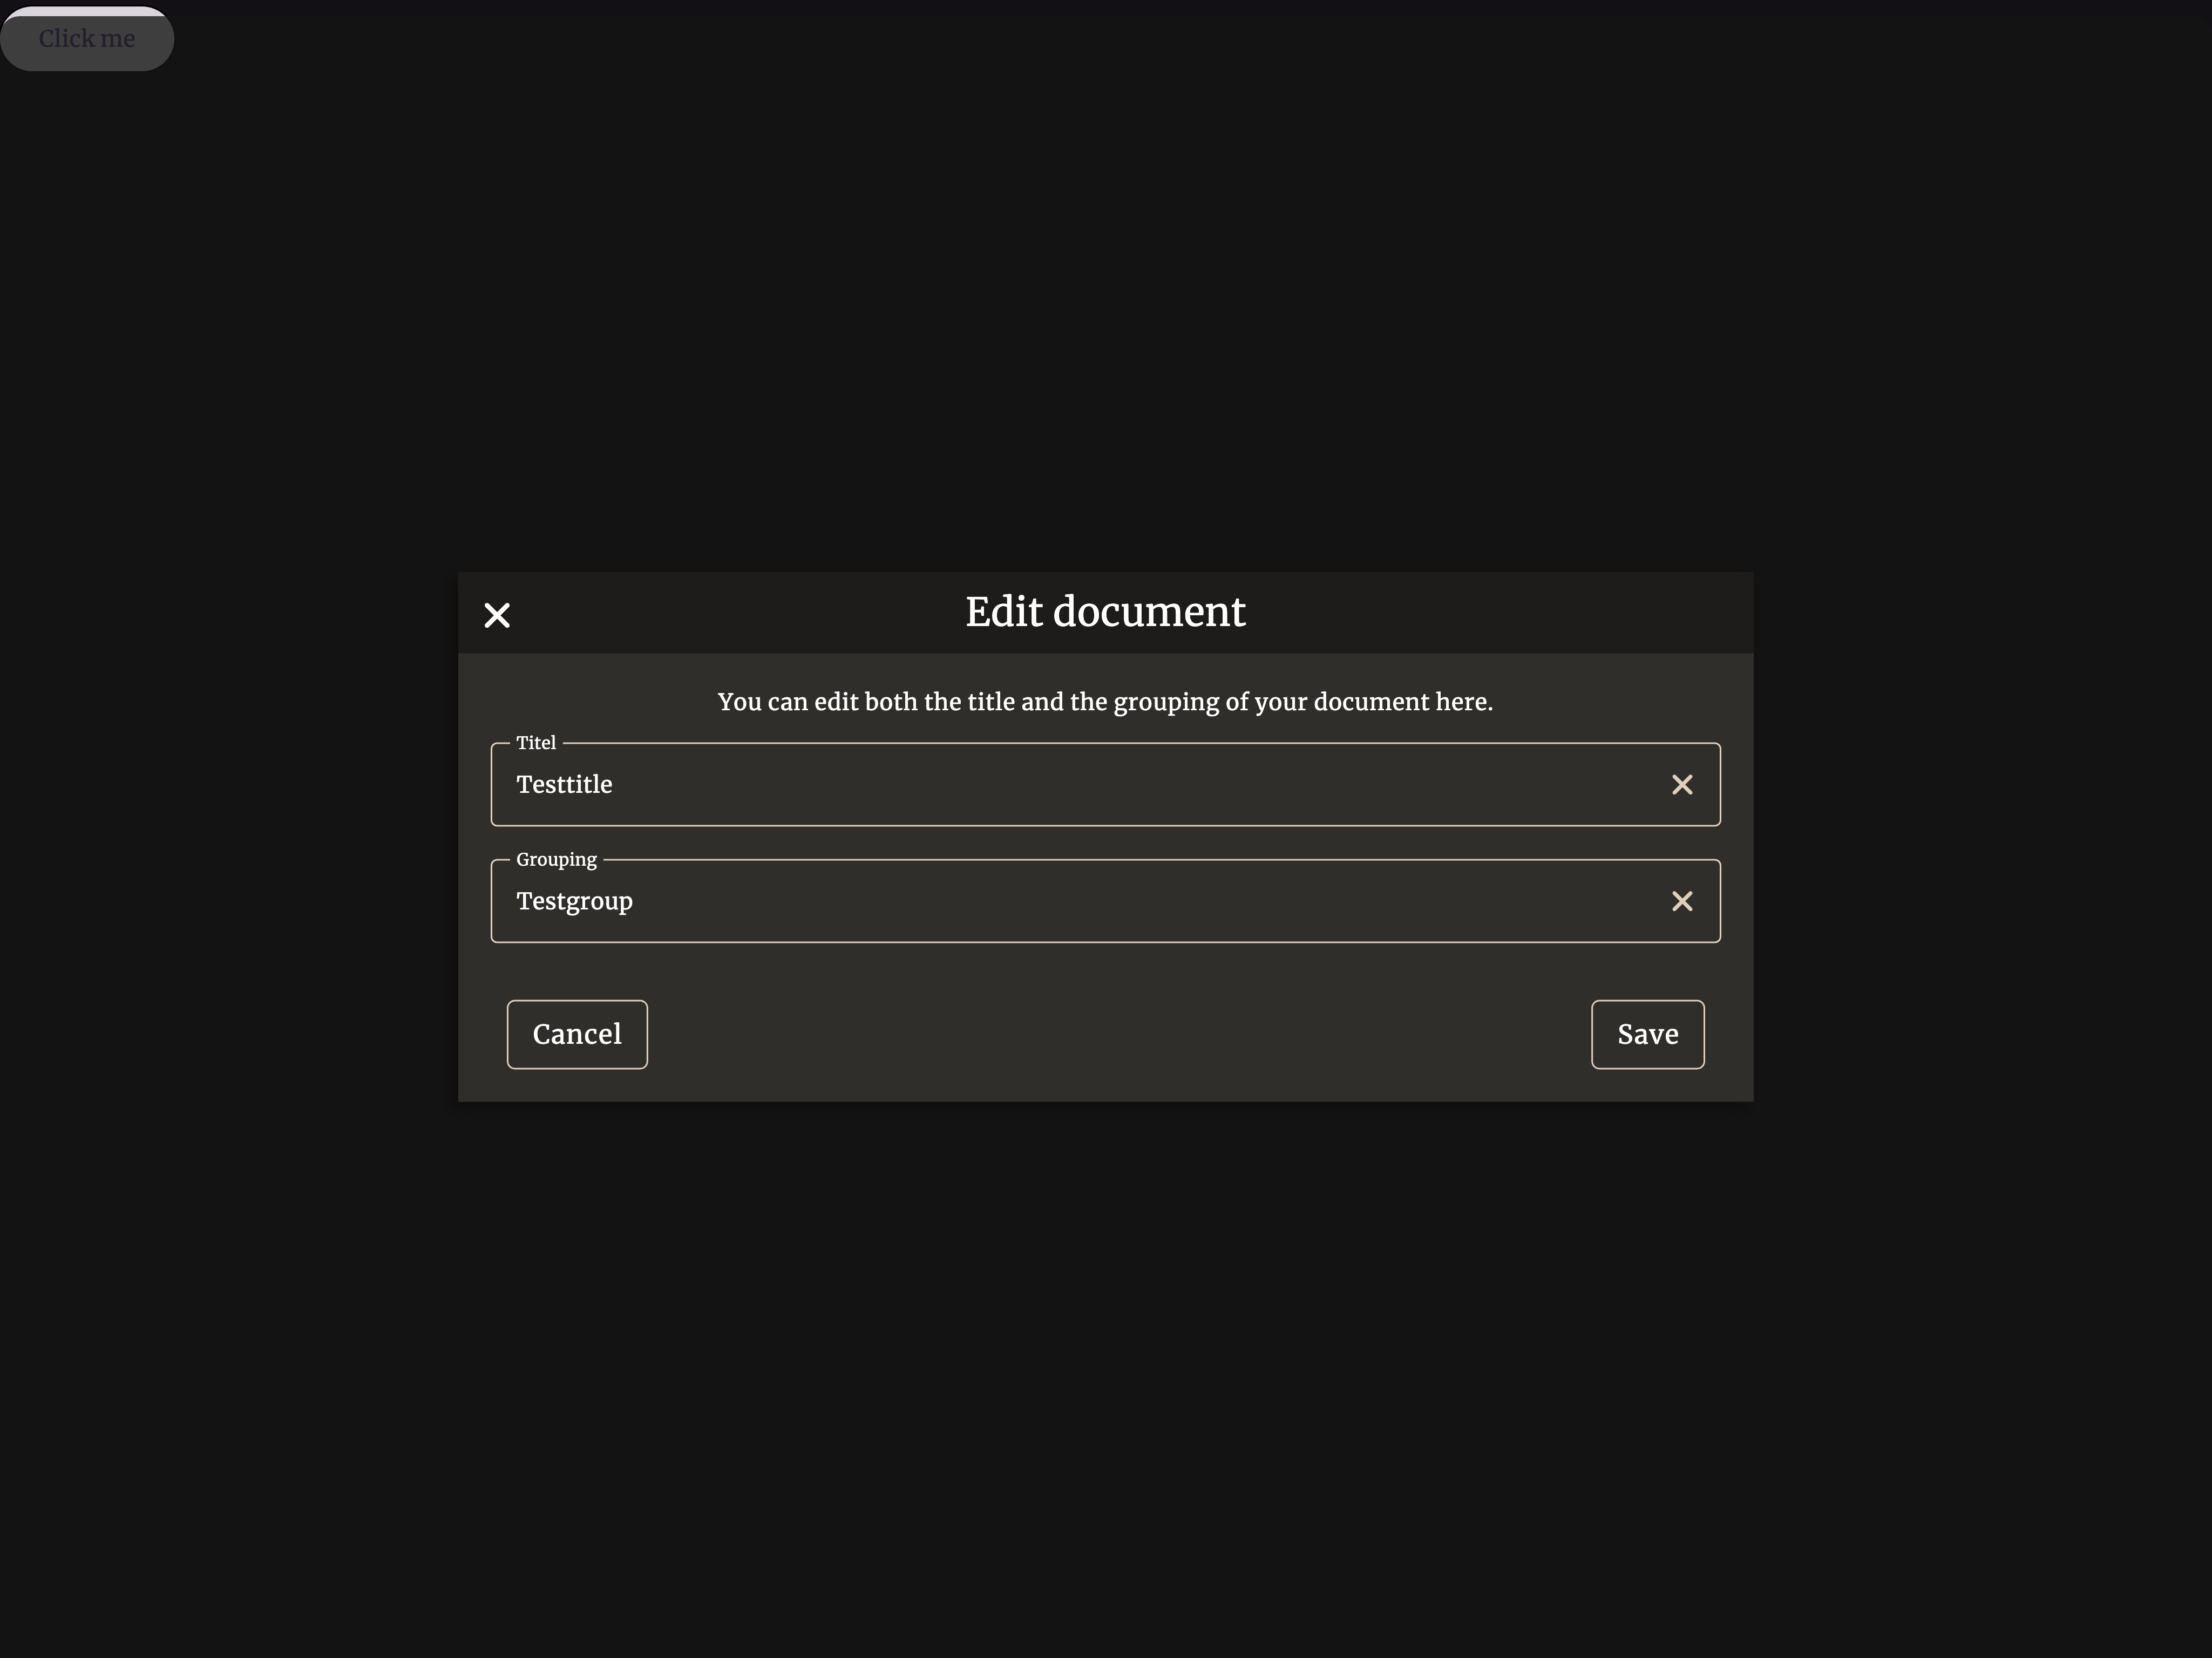 Click me
Edit document
You can edit both the title and the grouping of your document here.
Titel
Testtitle
Grouping
Testgroup
Cancel
Save